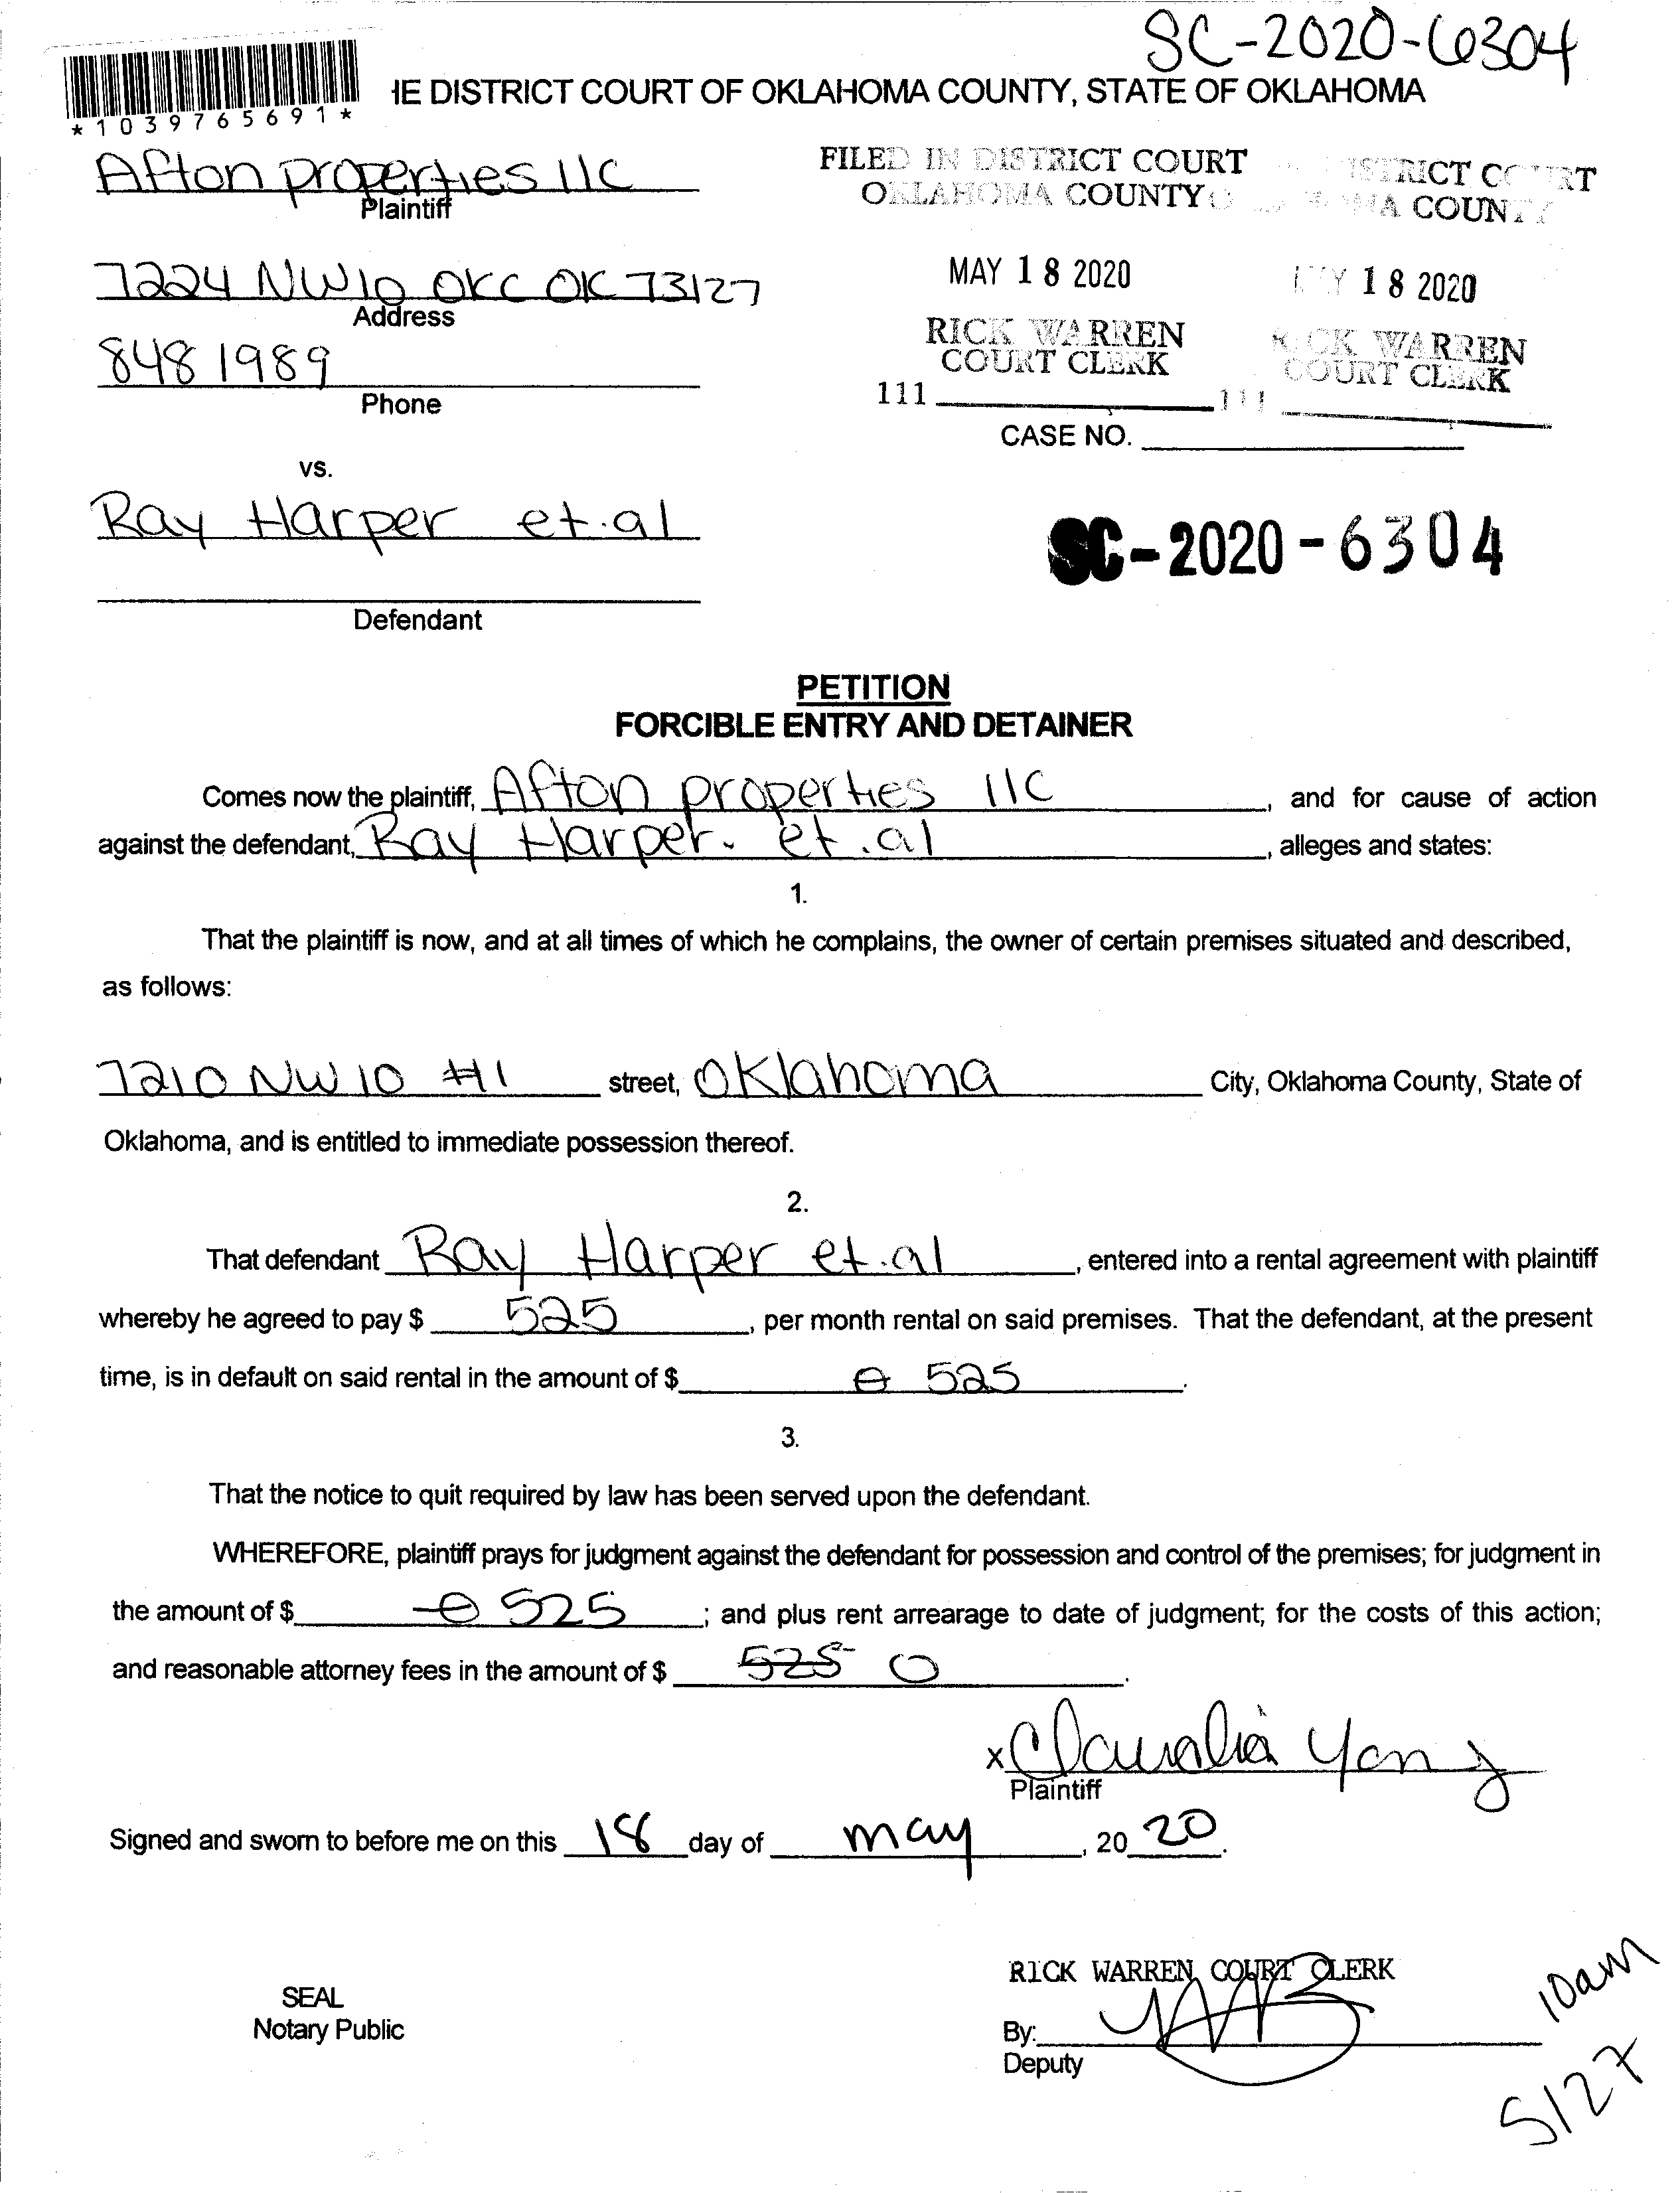 SC-2020-6304
*1039765691*
IE DISTRICT COURT OF OKLAHOMA COUNTY, STATE OF OKLAHOMA
Afton properties llc
Plaintiff
FILED IN DISTRICT COURT
OKLAHOMA COUNTY
ISTRICT COURT
MA COUNTY
7224 NW10 OKC OK 73127
Address
MAY 18 2020
MAY 18 2020
848 1989
Phone
RICK WARREN
COURT CLERK
111
RICK WARREN
COURT CLERK
111
CASE NO.
vs.
Ray Harper et.al
SC-2020-6304
Defendant
PETITION
FORCIBLE ENTRY AND DETAINER
Comes now the plaintiff, Afton properties llc, and for cause of action
against the defendant, Ray Harper. et.al, alleges and states:
1.
That the plaintiff is now, and at all times of which he complains, the owner of certain premises situated and described,
as follows:
7210 NW 10 #1 street, Oklahoma City, Oklahoma County, State of
Oklahoma, and is entitled to immediate possession thereof.
2.
That defendant Ray Harper et.al, entered into a rental agreement with plaintiff
whereby he agreed to pay $ 525, per month rental on said premises. That the defendant, at the present
time, is in default on said rental in the amount of $ 0 525.
3.
That the notice to quit required by law has been served upon the defendant.
WHEREFORE, plaintiff prays for judgment against the defendant for possession and control of the premises; for judgment in
the amount of $ 0 525; and plus rent arrearage to date of judgment; for the costs of this action;
and reasonable attorney fees in the amount of $ 525 0.
x Claudia Yang
Plaintiff
Signed and sworn to before me on this 18 day of may, 20 20.
SEAL
Notary Public
RICK WARREN, COURT CLERK
By:
Deputy
10am
5/27